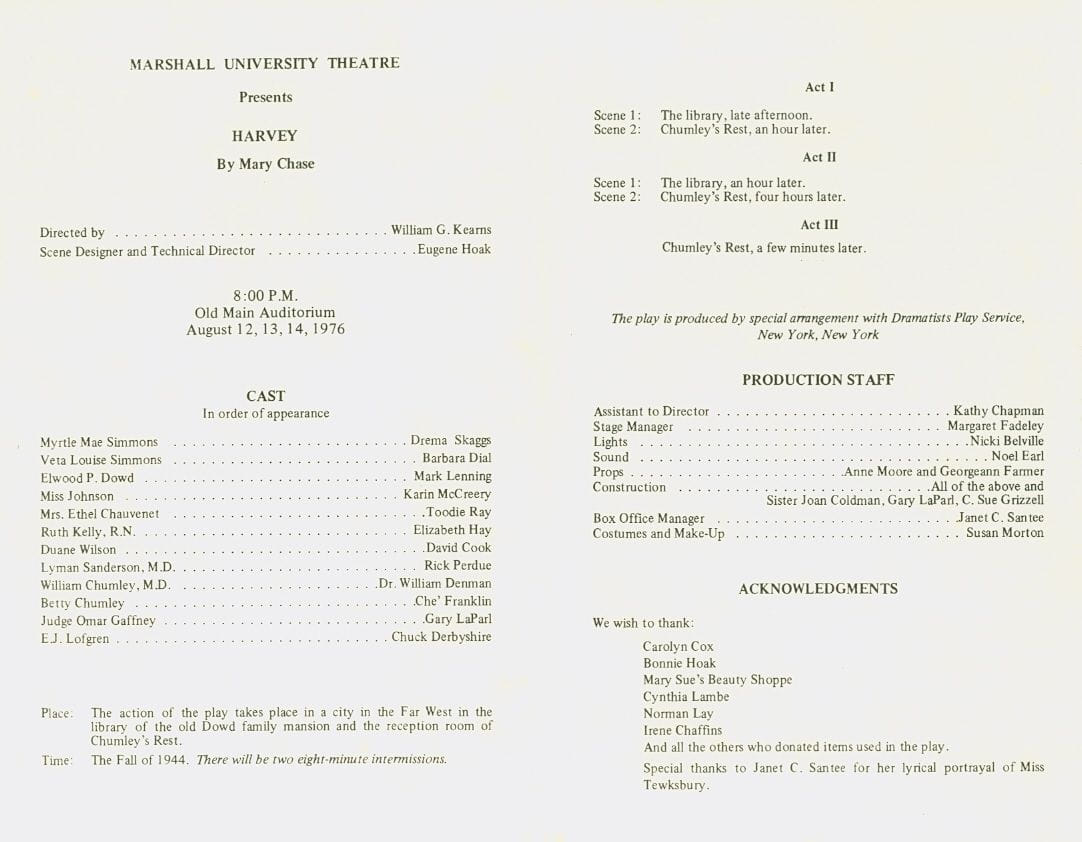 MARSHALL UNIVERSITY THEATRE
Presents
HARVEY
By Mary Chase
Directed by . . . . . . . . . . . . . . . . . . . . . . . . . . . . William G. Kearns
Scene Designer and Technical Director . . . . . . . . . . . . . . . . Eugene Hoak
8:00 P.M.
Old Main Auditorium
August 12, 13, 14, 1976
CAST
In order of appearance
Myrtle Mae Simmons . . . . . . . . . . . . . . . . . . . . . . . . Drema Skaggs
Veta Louise Simmons . . . . . . . . . . . . . . . . . . . . . . . . . Barbara Dial
Elwood P. Dowd . . . . . . . . . . . . . . . . . . . . . . . . . . . Mark Lenning
Miss Johnson . . . . . . . . . . . . . . . . . . . . . . . . . . . . Karin McCreery
Mrs. Ethel Chauvenet . . . . . . . . . . . . . . . . . . . . . . . . . .Toodie Ray
Ruth Kelly, R.N. . . . . . . . . . . . . . . . . . . . . . . . . . . . Elizabeth Hay
Duane Wilson . . . . . . . . . . . . . . . . . . . . . . . . . . . . . .David Cook
Lyman Sanderson, M.D. . . . . . . . . . . . . . . . . . . . . . . . . Rick Perdue
William Chumley, M.D. . . . . . . . . . . . . . . . . . . . .Dr. William Denman
Betty Chumley . . . . . . . . . . . . . . . . . . . . . . . . . . . . .Che' Franklin
Judge Omar Gaffney . . . . . . . . . . . . . . . . . . . . . . . . . .Gary LaParl
E.J. Lofgren . . . . . . . . . . . . . . . . . . . . . . . . . . . . Chuck Derbyshire
Place: The action of the play takes place in a city in the Far West in the
library of the old Dowd family mansion and the reception room of
Chumley's Rest.
Time: The Fall of 1944. There will be two eight-minute intermissions.
Act I
Scene 1: The library, late afternoon.
Scene 2: Chumley's Rest, an hour later.
Act II
Scene 1: The library, an hour later.
Scene 2: Chumley's Rest, four hours later.
Act III
Chumley's Rest, a few minutes later.
The play is produced by special arrangement with Dramatists Play Service,
New York, New York
PRODUCTION STAFF
Assistant to Director . . . . . . . . . . . . . . . . . . . . . . . . Kathy Chapman
Stage Manager . . . . . . . . . . . . . . . . . . . . . . . . . . Margaret Fadeley
Lights . . . . . . . . . . . . . . . . . . . . . . . . . . . . . . . . . .Nicki Belville
Sound . . . . . . . . . . . . . . . . . . . . . . . . . . . . . . . . . . . Noel Earl
Props . . . . . . . . . . . . . . . . . . . . . . .Anne Moore and Georgeann Farmer
Construction . . . . . . . . . . . . . . . . . . . . . . . . . .All of the above and
Sister Joan Coldman, Gary LaParl, C. Sue Grizzell
Box Office Manager . . . . . . . . . . . . . . . . . . . . . . . . .Janet C. Santee
Costumes and Make-Up . . . . . . . . . . . . . . . . . . . . . . . Susan Morton
ACKNOWLEDGMENTS
We wish to thank:
Carolyn Cox
Bonnie Hoak
Mary Sue's Beauty Shoppe
Cynthia Lambe
Norman Lay
Irene Chaffins
And all the others who donated items used in the play.
Special thanks to Janet C. Santee for her lyrical portrayal of Miss
Tewksbury.